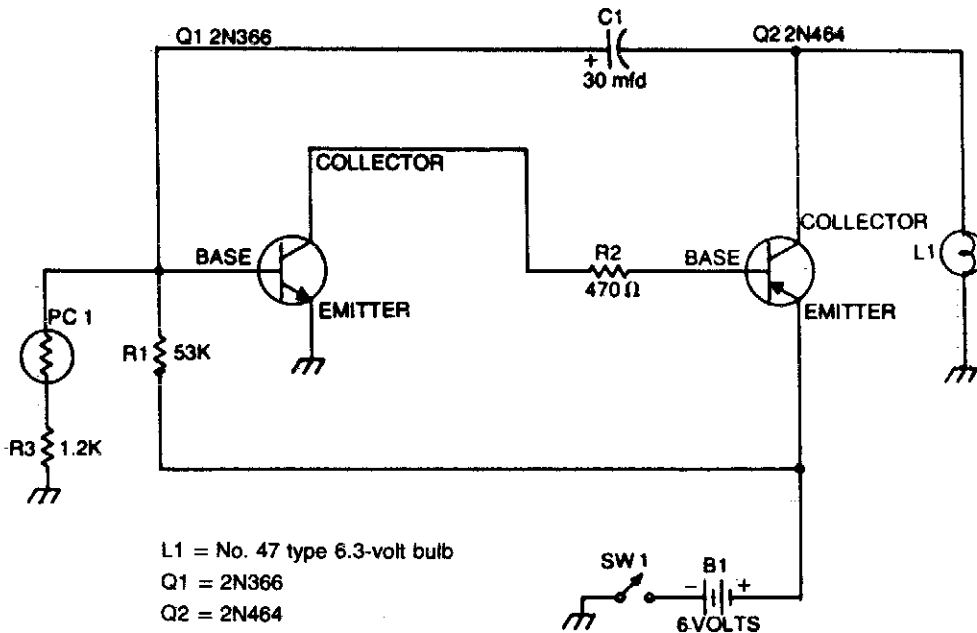 C1
Q1 2N366
Q2 2N464
+
30 mfd
COLLECTOR
COLLECTOR
BASE
R2
BASE
L1
470 Ω
EMITTER
EMITTER
PC 1
R1 53K
R3 1.2K
L1 = No. 47 type 6.3-volt bulb
Q1 = 2N366
Q2 = 2N464
SW 1
B1
- +
6 VOLTS